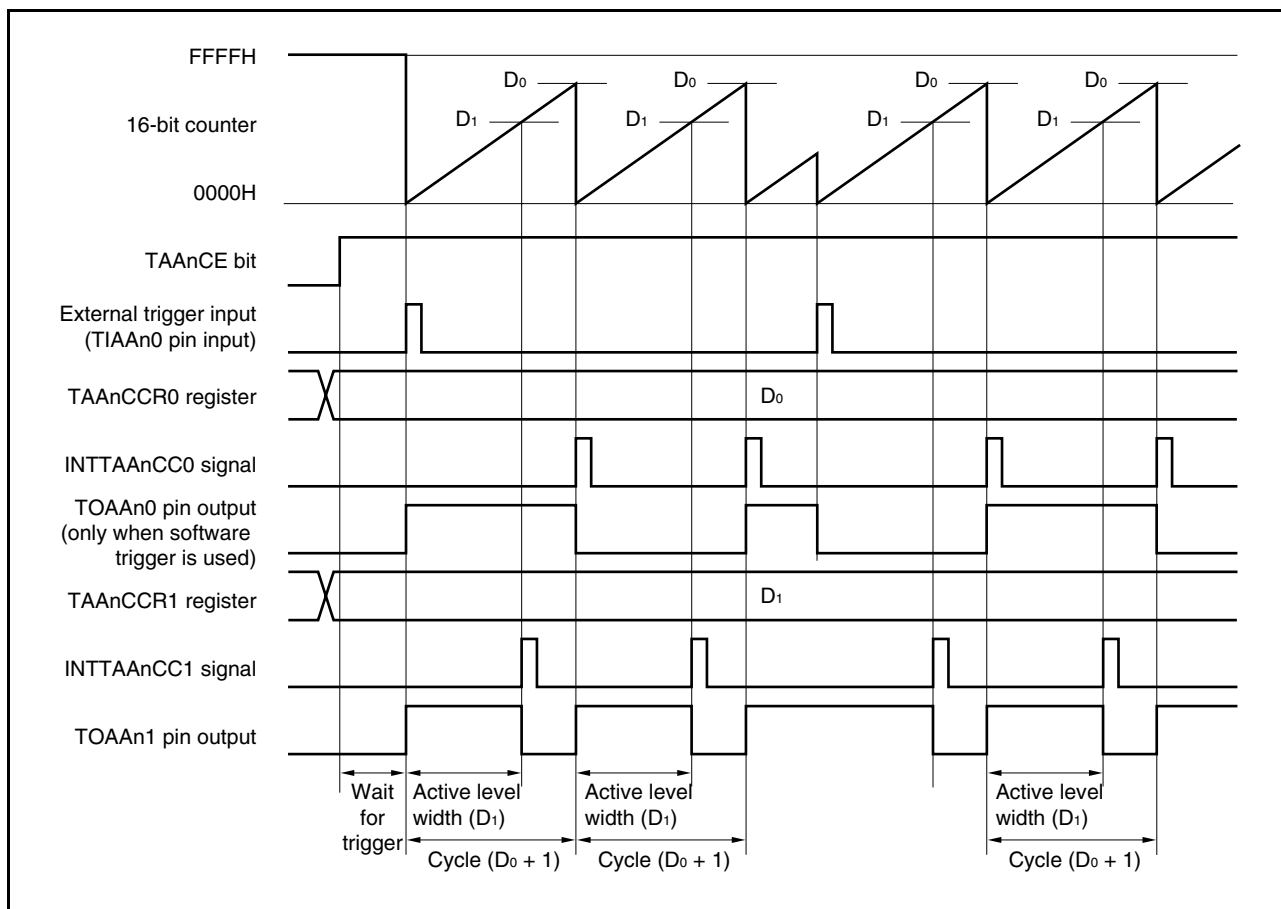 FFFFH
D0 D0 D0 D0
16-bit counter
D1 D1 D1 D1
0000H
TAAnCE bit
External trigger input
(TIAAn0 pin input)
TAAnCCR0 register
D0
INTTAAnCC0 signal
TOAAn0 pin output
(only when software
trigger is used)
TAAnCCR1 register
D1
INTTAAnCC1 signal
TOAAn1 pin output
Wait
for
trigger
Active level
width (D1)
Active level
width (D1)
Active level
width (D1)
Cycle (D0 + 1)
Cycle (D0 + 1)
Cycle (D0 + 1)